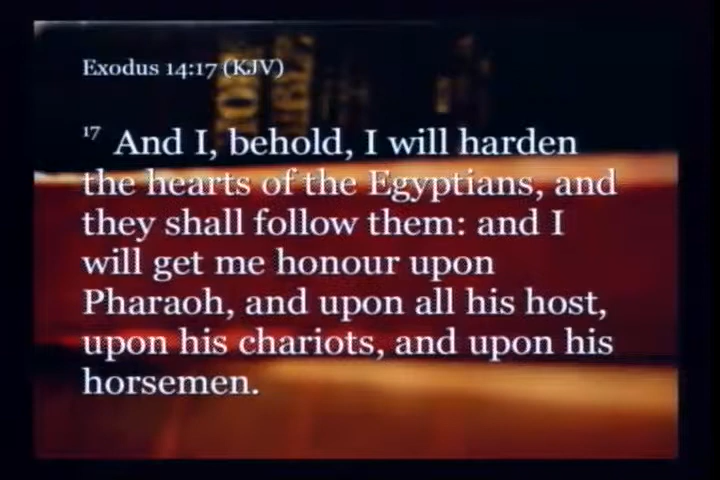 Exodus 14:17 (KJV)
17 And I, behold, I will harden
the hearts of the Egyptians, and
they shall follow them: and I
will get me honour upon
Pharaoh, and upon all his host,
upon his chariots, and upon his
horsemen.